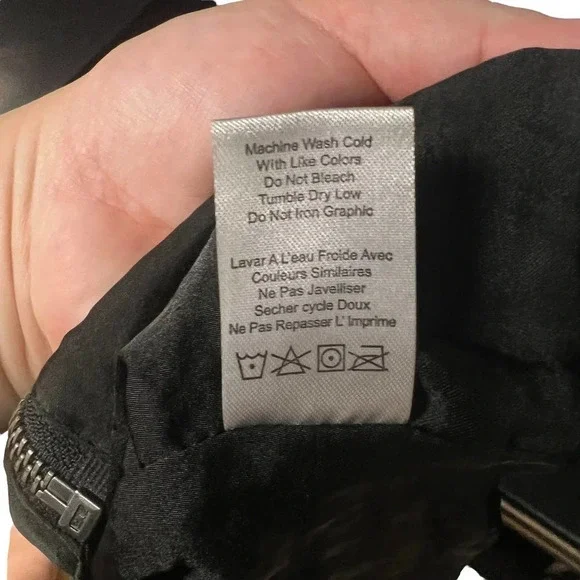 Machine Wash Cold
With Like Colors
Do Not Bleach
Tumble Dry Low
Do Not Iron Graphic
Lavar A L'eau Froide Avec
Couleurs Similaires
Ne Pas Javelliser
Secher cycle Doux
Ne Pas Repasser L' Imprime